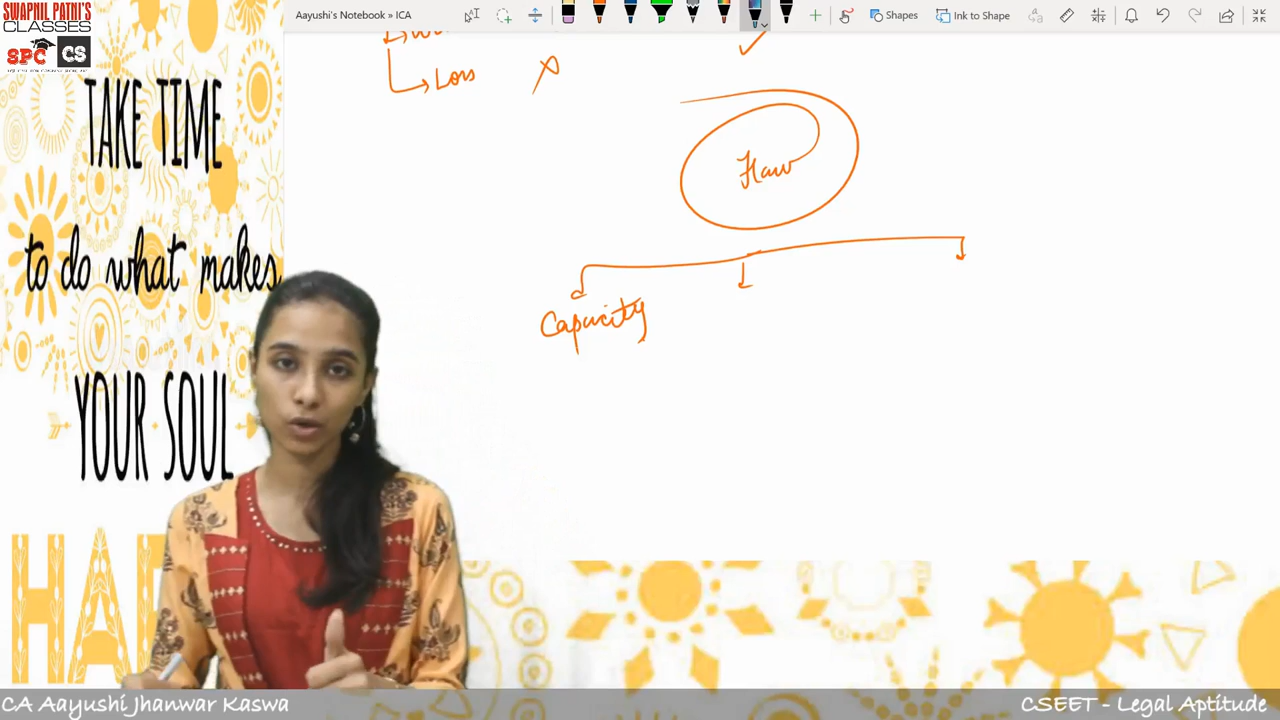 SWAPNIL PATNI'S
CLASSES
SPC CS
TAKE TIME
to do what makes
YOUR SOUL
HAP
Aayushi's Notebook » ICA
Shapes
Ink to Shape
Loss
Flaw
Capacity
CA Aayushi Jhanwar Kaswa
CSEET - Legal Aptitude